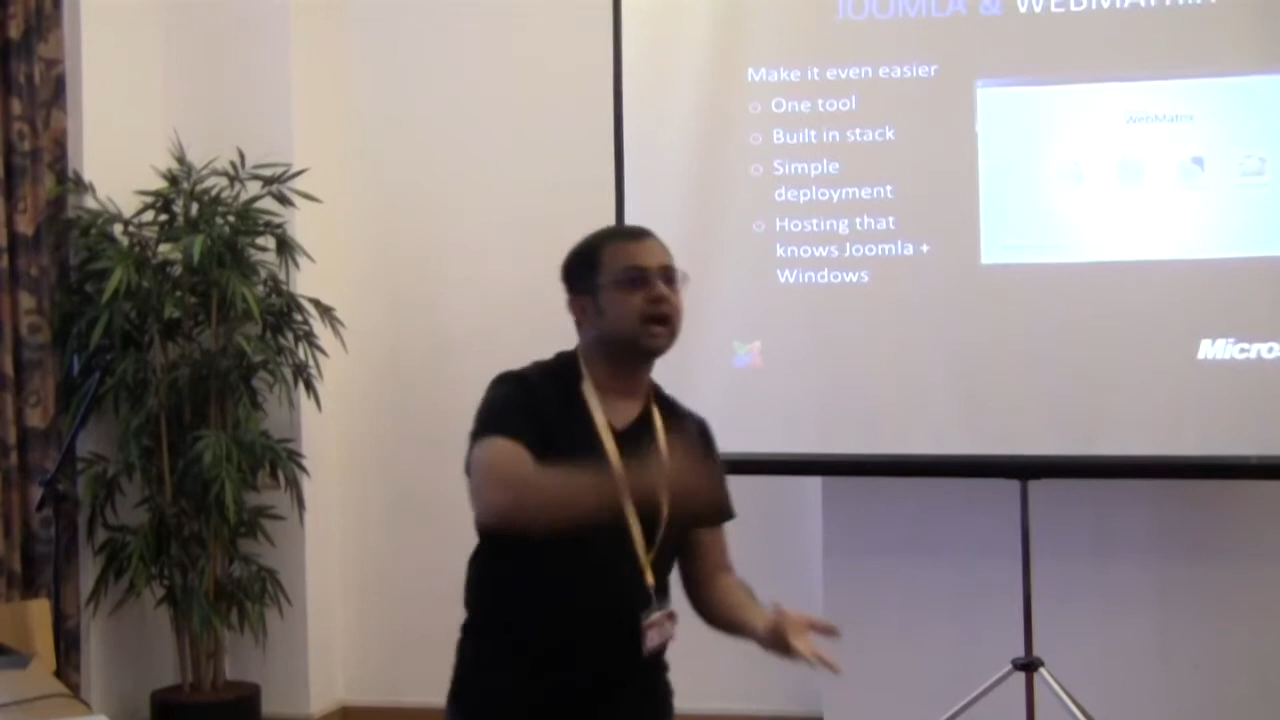 JOOMLA & WEBMATRIX
Make it even easier
One tool
Built in stack
Simple
deployment
Hosting that
knows Joomla +
Windows
WebMatrix
Micro